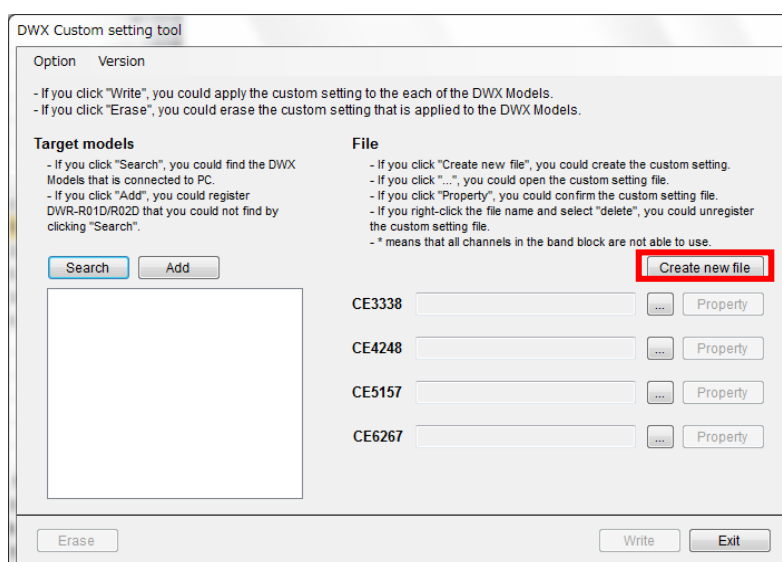 DWX Custom setting tool
Option Version
- If you click "Write", you could apply the custom setting to the each of the DWX Models.
- If you click "Erase", you could erase the custom setting that is applied to the DWX Models.
Target models
- If you click "Search", you could find the DWX
Models that is connected to PC.
- If you click "Add", you could register
DWR-R01D/R02D that you could not find by
clicking "Search".
Search Add
File
- If you click "Create new file", you could create the custom setting.
- If you click "...", you could open the custom setting file.
- If you click "Property", you could confirm the custom setting file.
- If you right-click the file name and select "delete", you could unregister
the custom setting file.
- * means that all channels in the band block are not able to use.
Create new file
CE3338 ... Property
CE4248 ... Property
CE5157 ... Property
CE6267 ... Property
Erase Write Exit